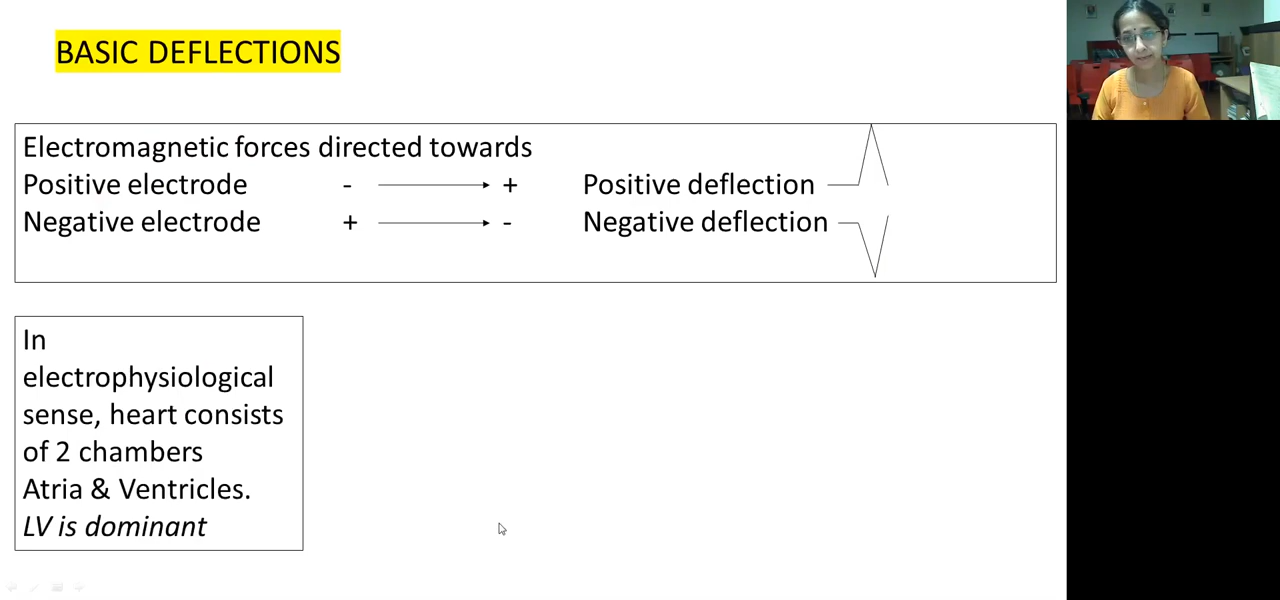 BASIC DEFLECTIONS
Electromagnetic forces directed towards
Positive electrode - + Positive deflection
Negative electrode + - Negative deflection
In
electrophysiological
sense, heart consists
of 2 chambers
Atria & Ventricles.
LV is dominant